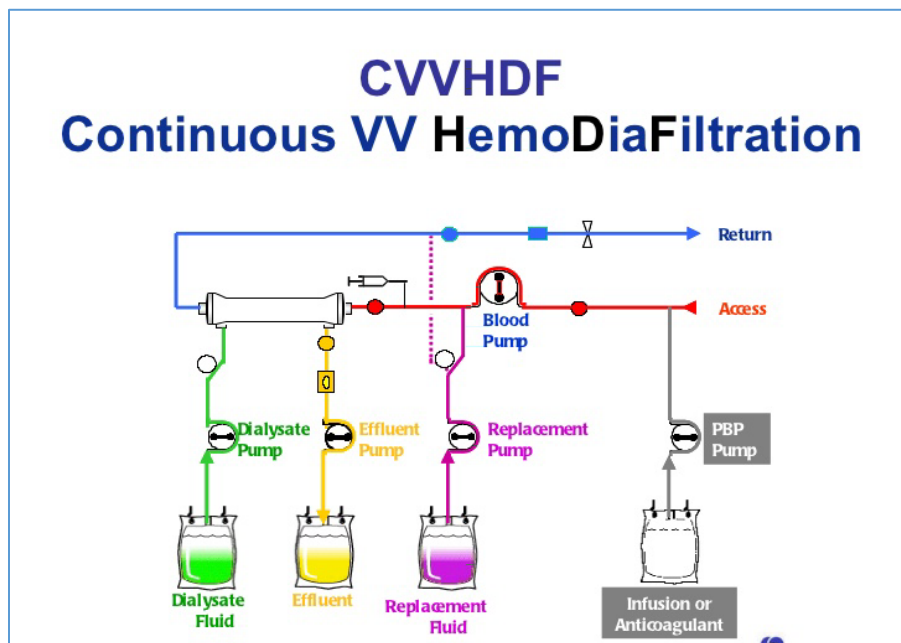 CVVHDF
Continuous VV HemoDiaFiltration
Return
Access
Blood
Pump
Dialysate
Pump
Effluent
Pump
Replacement
Pump
PBP
Pump
Dialysate
Fluid
Effluent
Replacement
Fluid
Infusion or
Anticoagulant